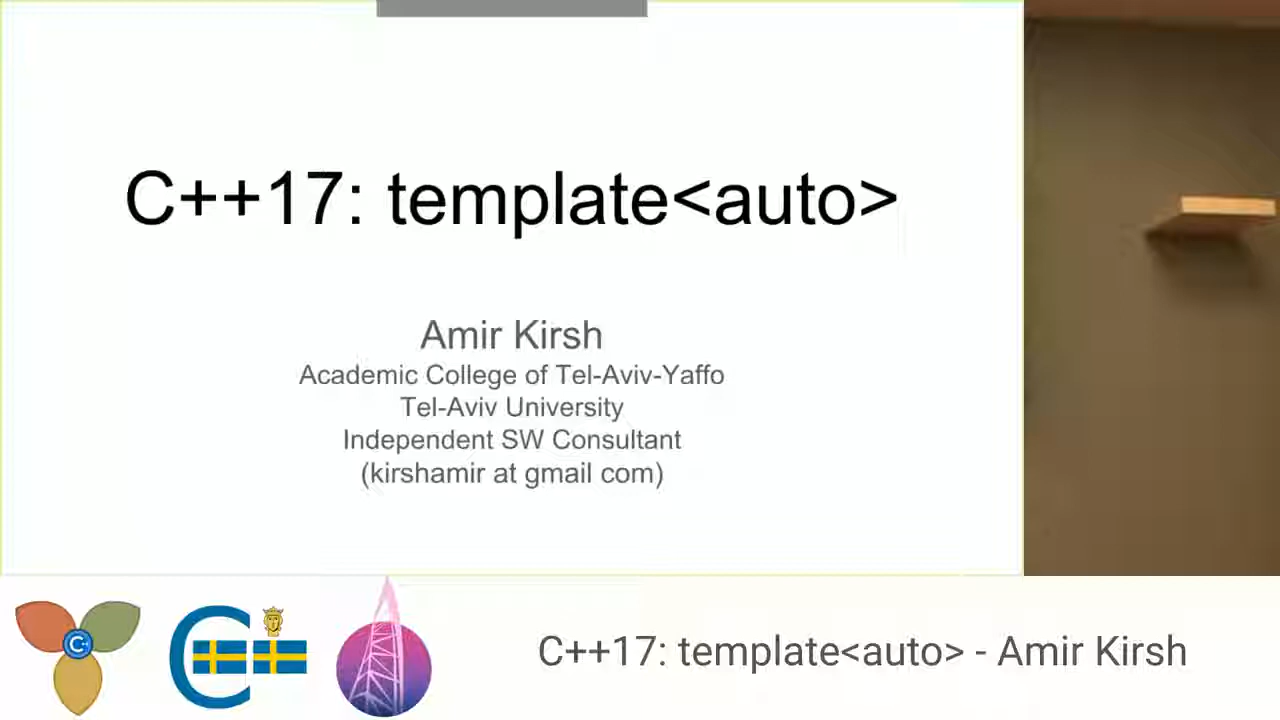 C++17: template<auto>
Amir Kirsh
Academic College of Tel-Aviv-Yaffo
Tel-Aviv University
Independent SW Consultant
(kirshamir at gmail com)
C++
C++
C++17: template<auto> - Amir Kirsh